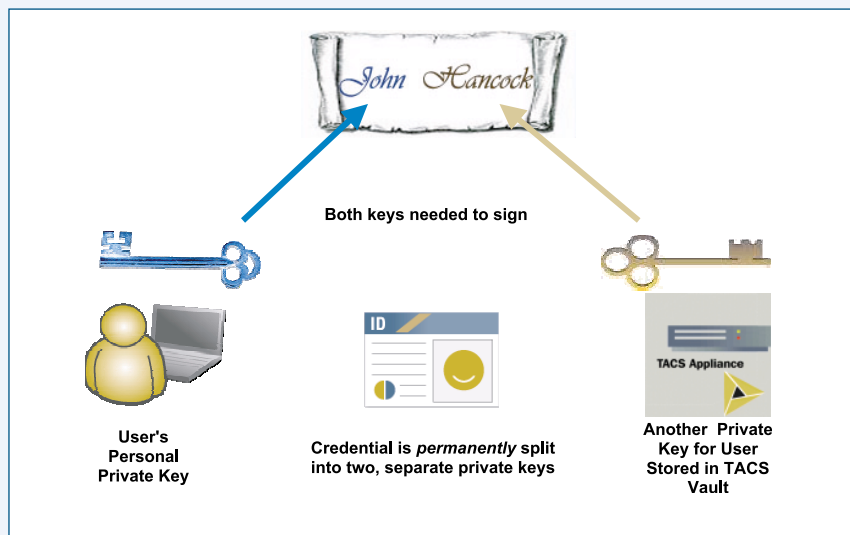 John Hancock
Both keys needed to sign
ID
TACS Appliance
User's
Personal
Private Key
Credential is permanently split
into two, separate private keys
Another Private
Key for User
Stored in TACS
Vault